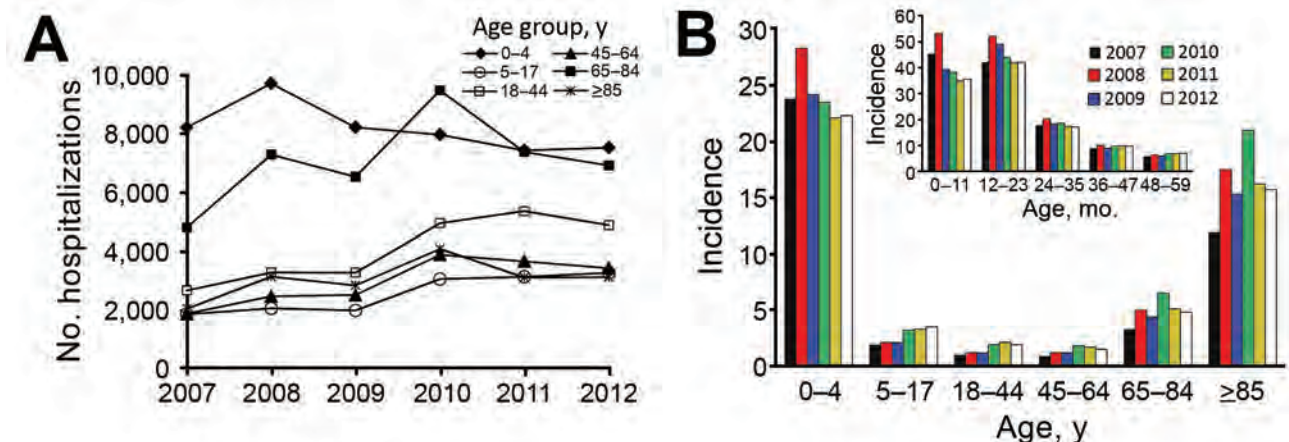 A
Age group, y
0–4
45–64
5–17
65–84
18–44
≥85
No. hospitalizations
10,000
8,000
6,000
4,000
2,000
0
2007 2008 2009 2010 2011 2012
B
Incidence
30
25
20
15
10
5
0
0–4 5–17 18–44 45–64 65–84 ≥85
Age, y
Incidence
60
50
40
30
20
10
0
0–11 12–23 24–35 36–47 48–59
Age, mo.
2007 2010
2008 2011
2009 2012